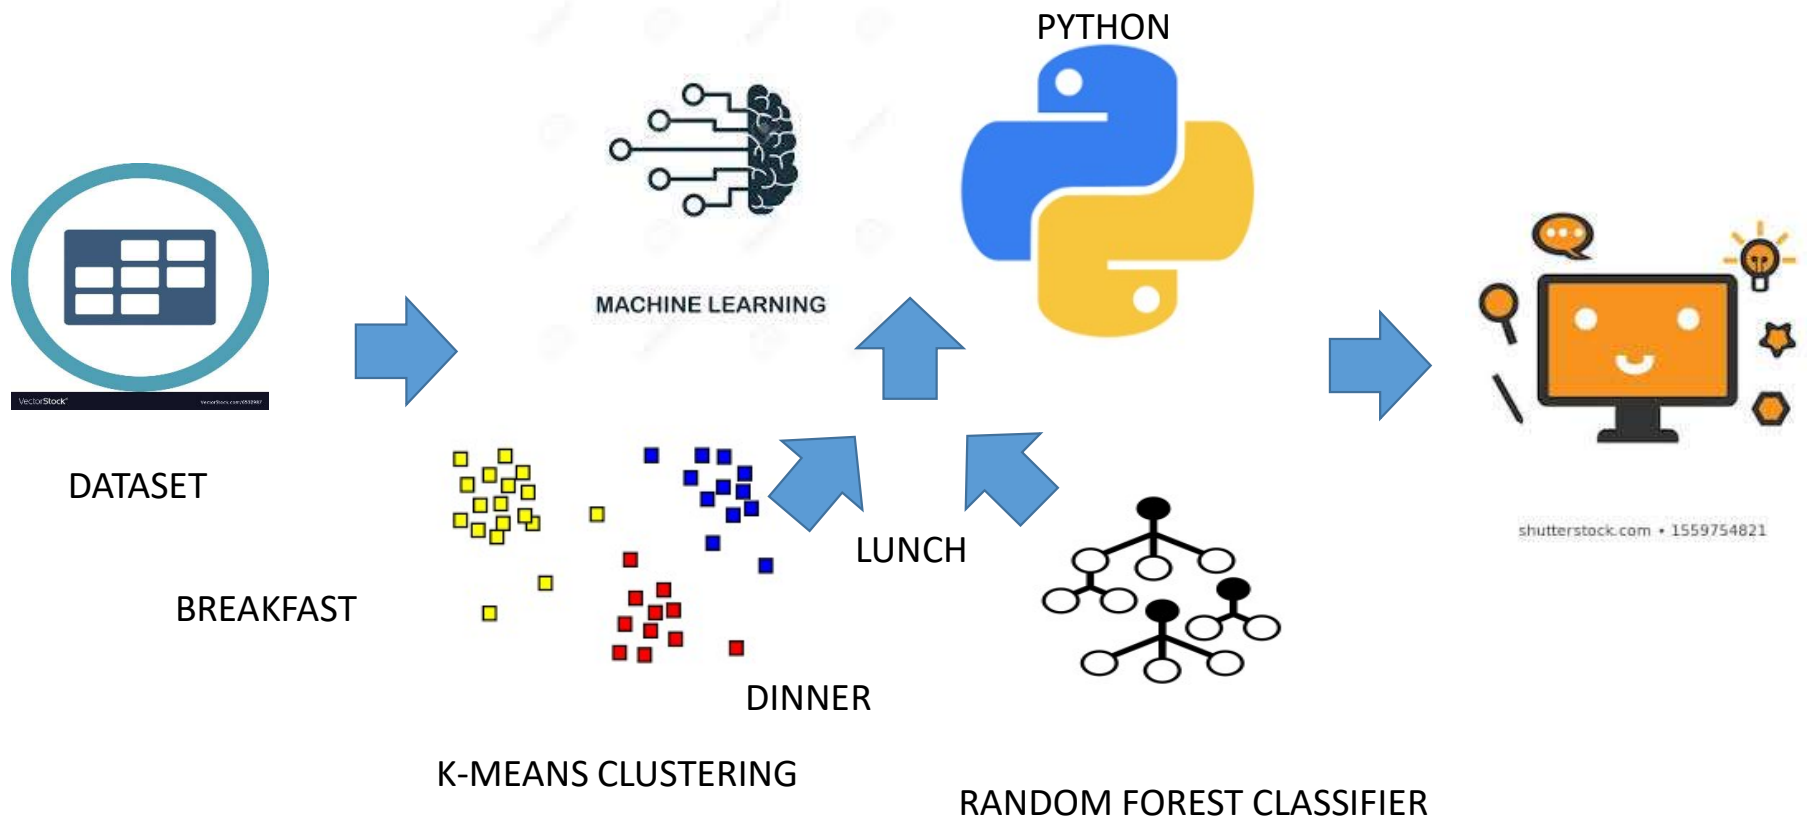 PYTHON
MACHINE LEARNING
VectorStock®
DATASET
shutterstock.com • 1559754821
LUNCH
BREAKFAST
DINNER
K-MEANS CLUSTERING
RANDOM FOREST CLASSIFIER